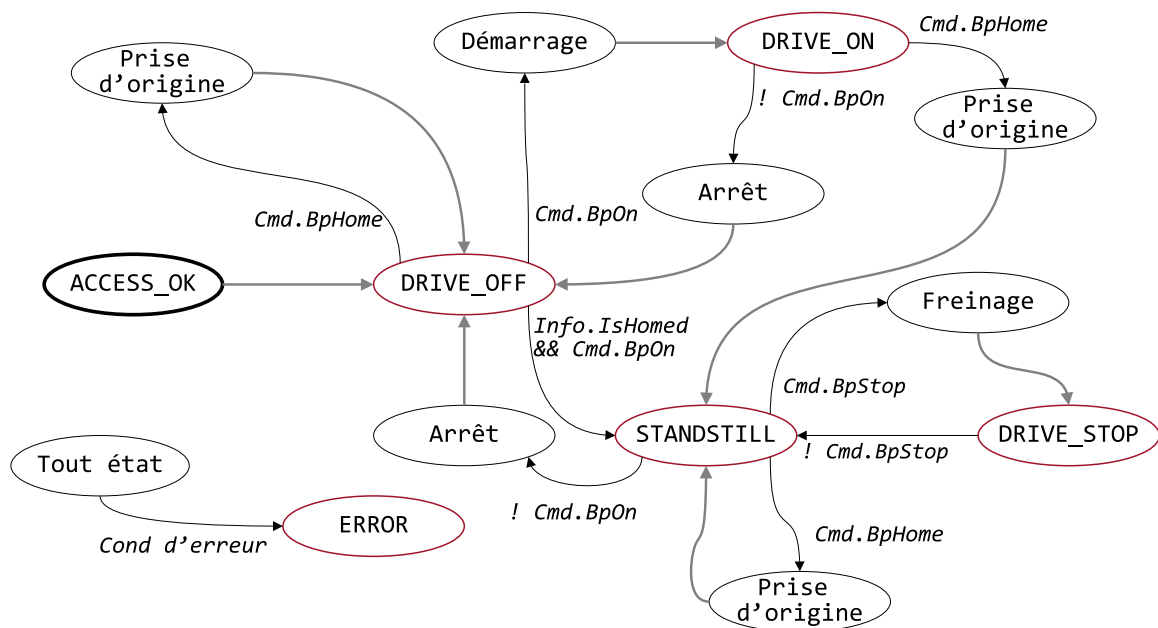 Démarrage
DRIVE_ON
Cmd.BpHome
Prise
d’origine
! Cmd.BpOn
Prise
d’origine
Arrêt
Cmd.BpHome
Cmd.BpOn
ACCESS_OK
DRIVE_OFF
Freinage
Info.IsHomed
&& Cmd.BpOn
Cmd.BpStop
Arrêt
STANDSTILL
DRIVE_STOP
! Cmd.BpStop
Tout état
! Cmd.BpOn
ERROR
Cond d’erreur
Cmd.BpHome
Prise
d’origine